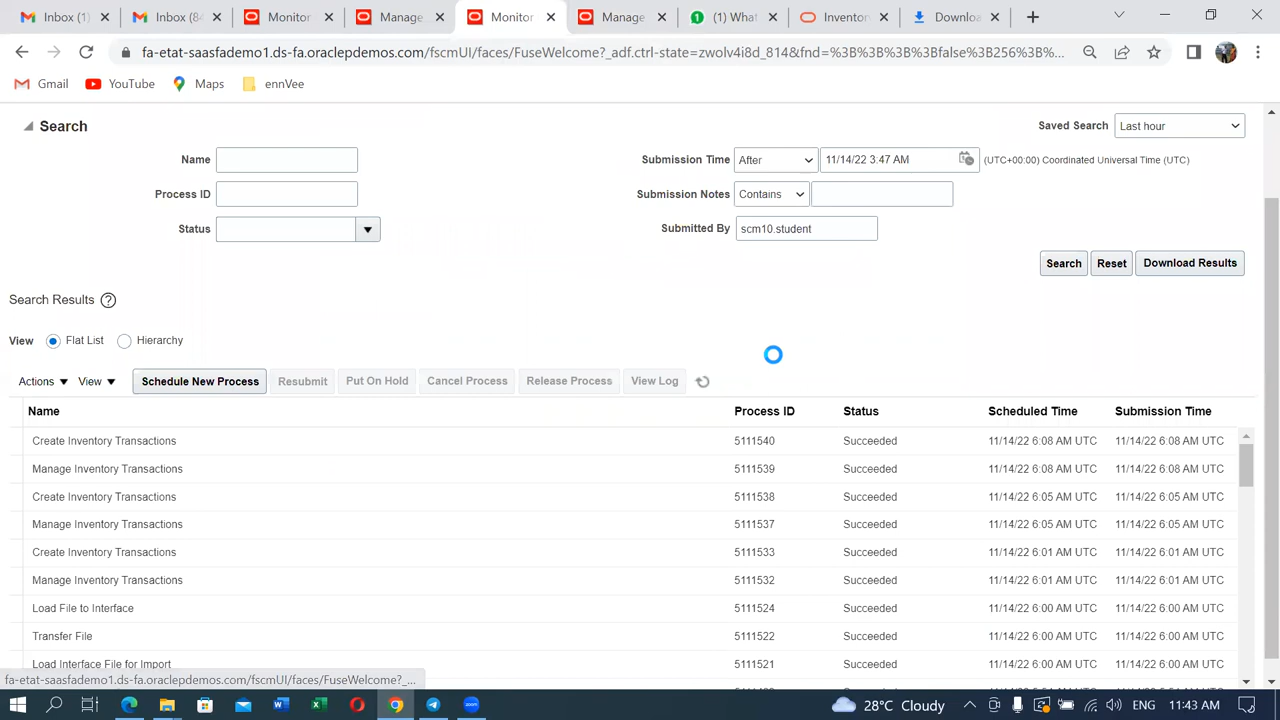 Inbox (1)
Inbox (84
Monitor
Manage
Monitor
Manage
What
Inventor
Downloa
fa-etat-saasfademo1.ds-fa.oraclepdemos.com/fscmUI/faces/FuseWelcome?_adf.ctrl-state=zwolv4i8d_814&fnd=%3B%3B%3B%3Bfalse%3B256%3B%...
Gmail YouTube Maps ennVee
Search
Saved Search Last hour
Name
Submission Time After 11/14/22 3:47 AM (UTC+00:00) Coordinated Universal Time (UTC)
Process ID
Submission Notes Contains
Status
Submitted By scm10.student
Search Reset Download Results
Search Results
View Flat List Hierarchy
Actions View Schedule New Process Resubmit Put On Hold Cancel Process Release Process View Log
Name Process ID Status Scheduled Time Submission Time
Create Inventory Transactions 5111540 Succeeded 11/14/22 6:08 AM UTC 11/14/22 6:08 AM UTC
Manage Inventory Transactions 5111539 Succeeded 11/14/22 6:08 AM UTC 11/14/22 6:08 AM UTC
Create Inventory Transactions 5111538 Succeeded 11/14/22 6:05 AM UTC 11/14/22 6:05 AM UTC
Manage Inventory Transactions 5111537 Succeeded 11/14/22 6:05 AM UTC 11/14/22 6:05 AM UTC
Create Inventory Transactions 5111533 Succeeded 11/14/22 6:01 AM UTC 11/14/22 6:01 AM UTC
Manage Inventory Transactions 5111532 Succeeded 11/14/22 6:01 AM UTC 11/14/22 6:01 AM UTC
Load File to Interface 5111524 Succeeded 11/14/22 6:00 AM UTC 11/14/22 6:00 AM UTC
Transfer File 5111522 Succeeded 11/14/22 6:00 AM UTC 11/14/22 6:00 AM UTC
Load Interface File for Import 5111521 Succeeded 11/14/22 6:00 AM UTC 11/14/22 6:00 AM UTC
fa-etat-saasfademo1.ds-fa.oraclepdemos.com/fscmUI/faces/FuseWelcome?_...
28°C Cloudy ENG 11:43 AM